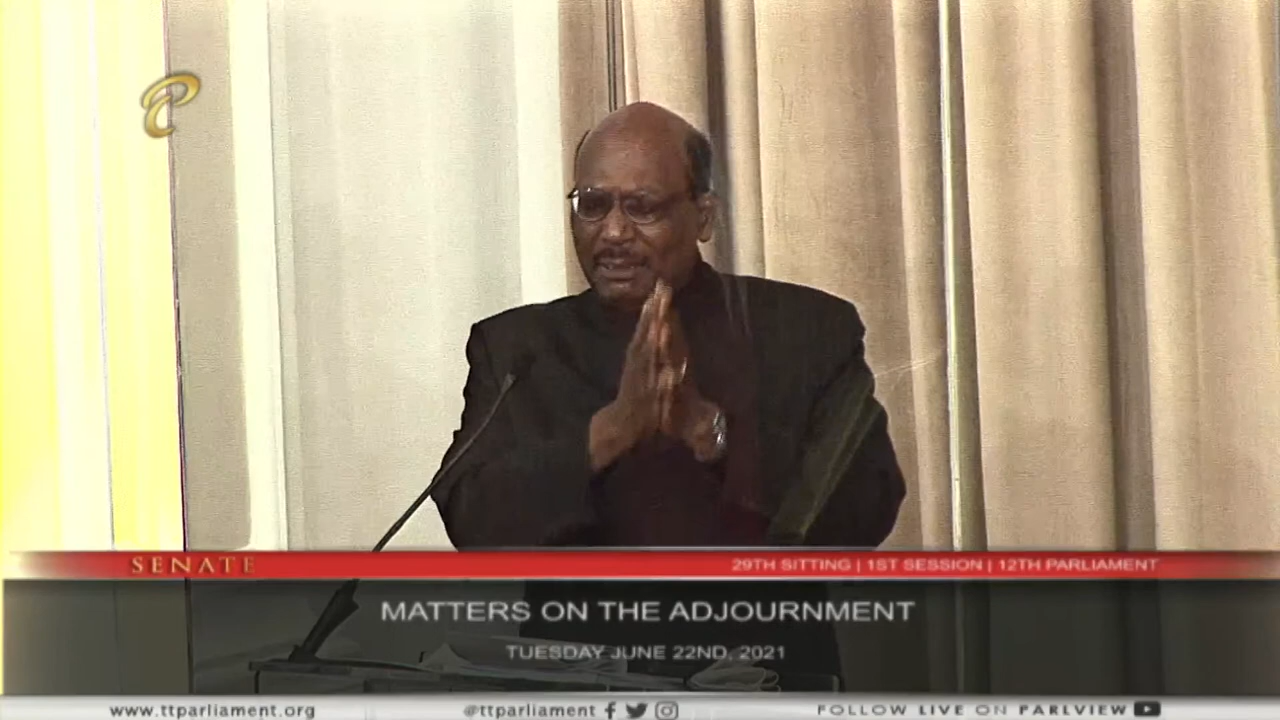 SENATE
29TH SITTING | 1ST SESSION | 12TH PARLIAMENT
MATTERS ON THE ADJOURNMENT
TUESDAY JUNE 22ND, 2021
www.ttparliament.org
@ttparliament
FOLLOW LIVE ON PARLVIEW